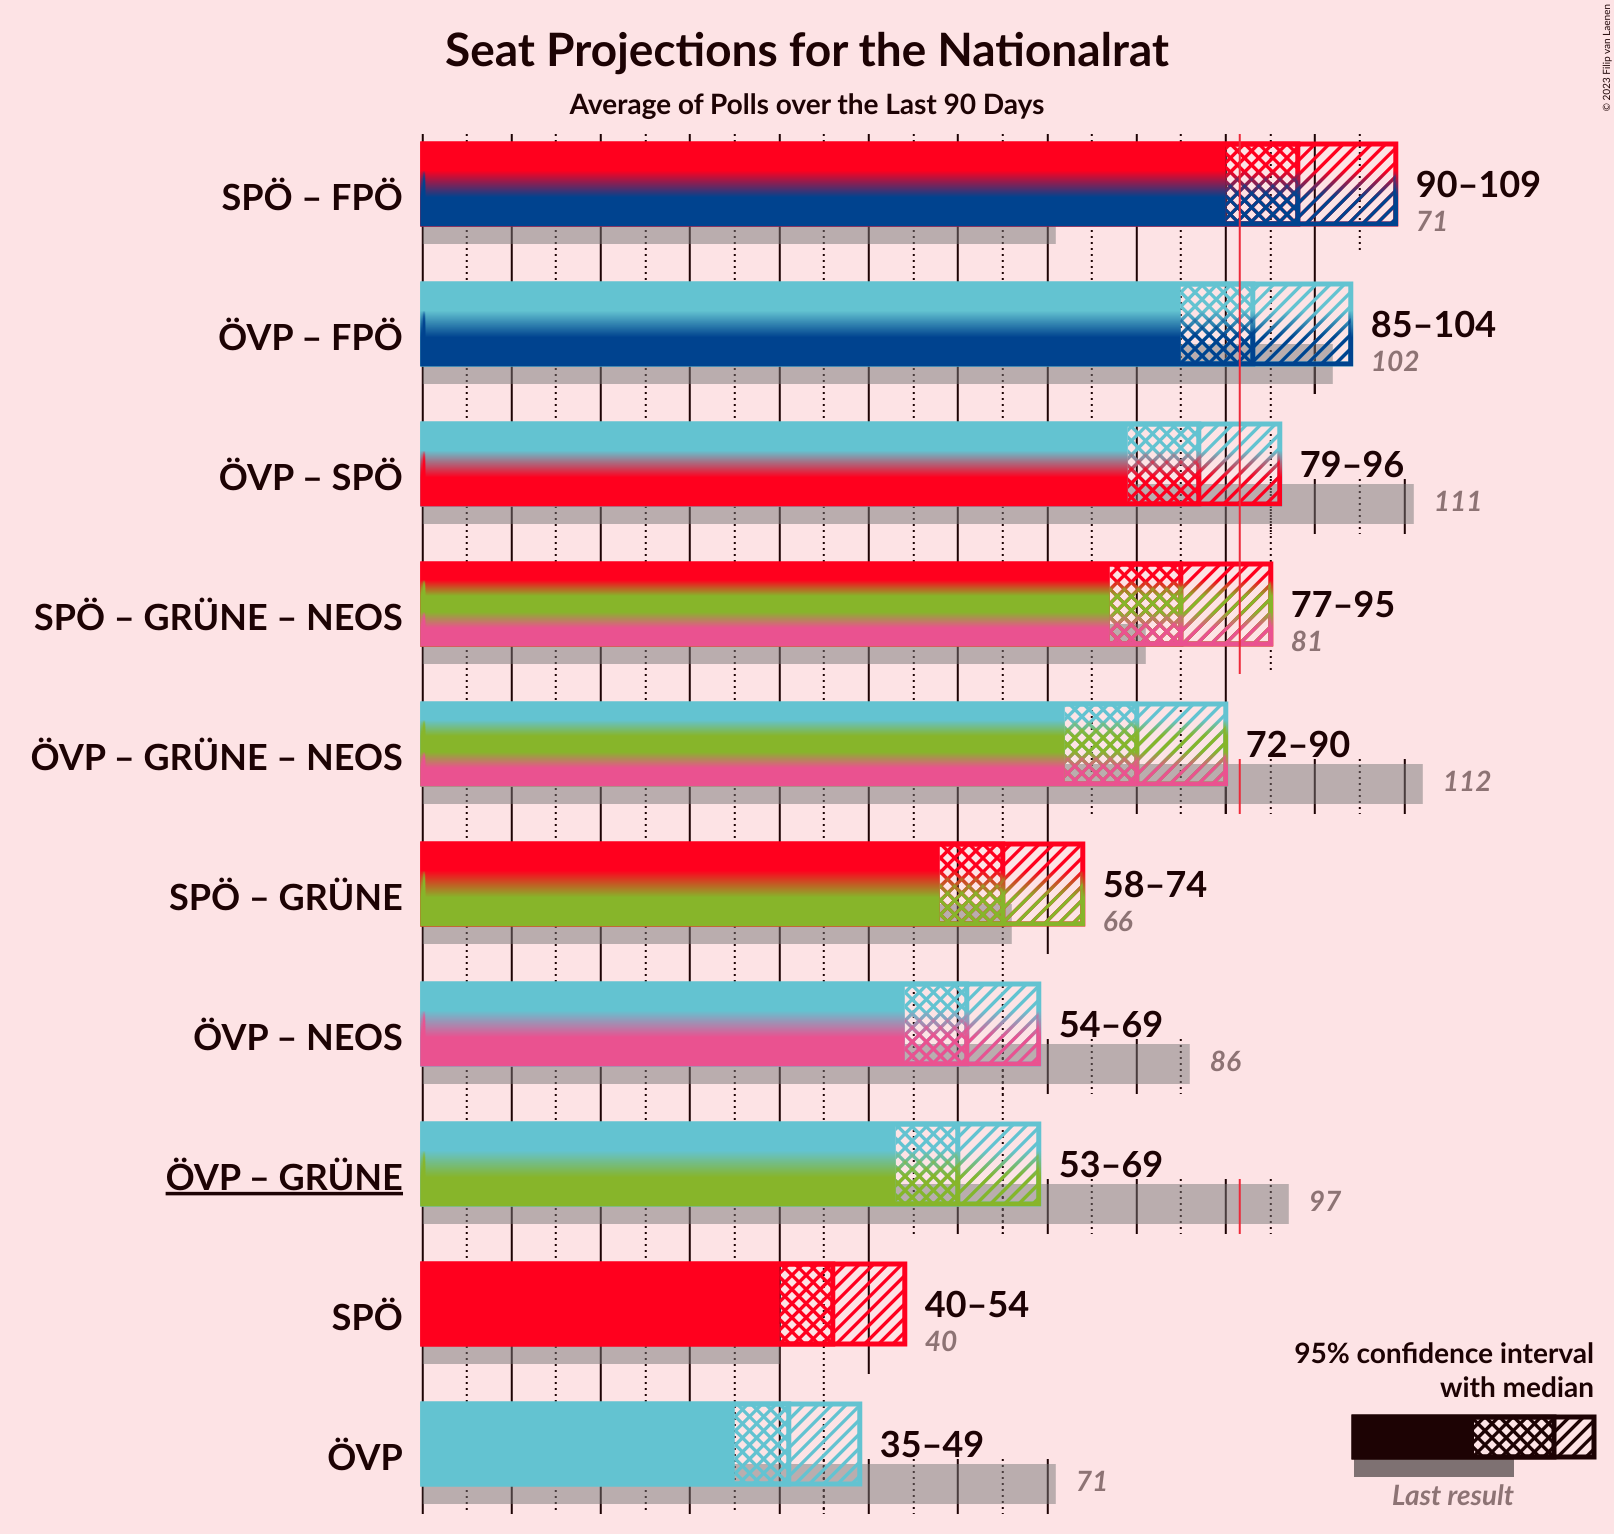 Seat Projections for the Nationalrat
Average of Polls over the Last 90 Days
© 2023 Filip van Laenen
SPÖ – FPÖ
90–109
71
ÖVP – FPÖ
85–104
102
ÖVP – SPÖ
79–96
111
SPÖ – GRÜNE – NEOS
77–95
81
ÖVP – GRÜNE – NEOS
72–90
112
SPÖ – GRÜNE
58–74
66
ÖVP – NEOS
54–69
86
ÖVP – GRÜNE
53–69
97
SPÖ
40–54
40
ÖVP
35–49
71
95% confidence interval
with median
Last result